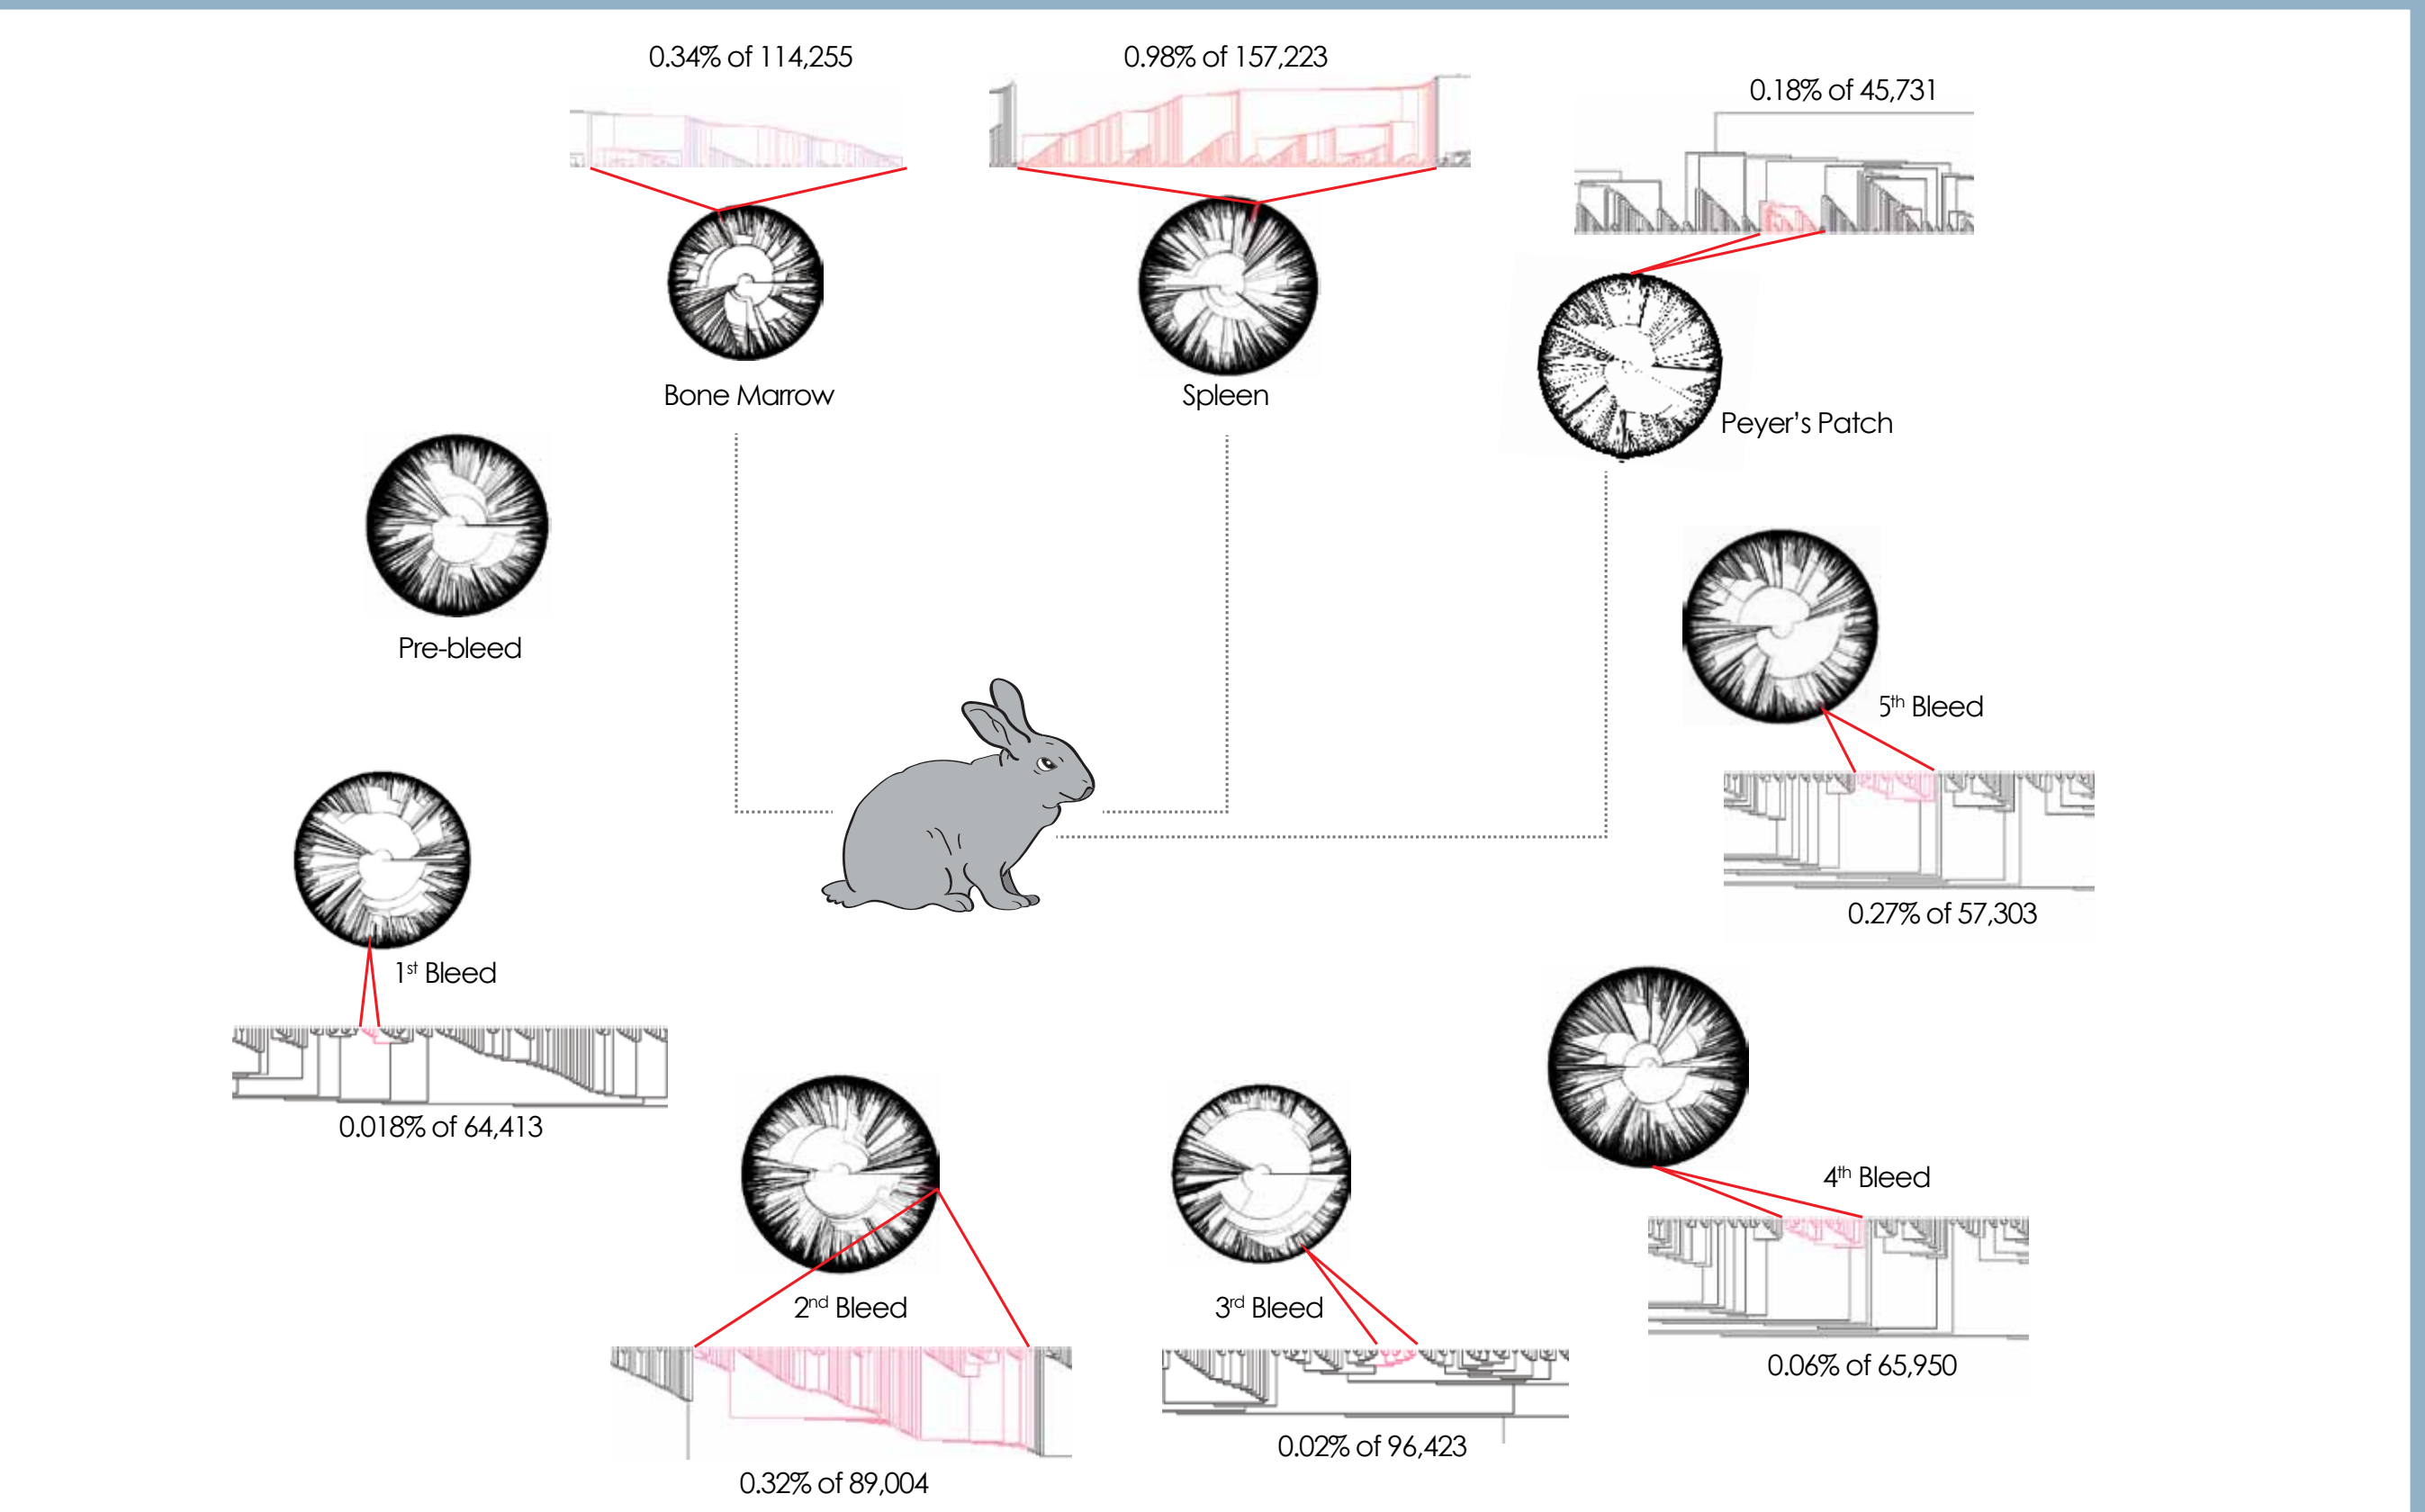 0.34% of 114,255
0.98% of 157,223
0.18% of 45,731
Bone Marrow
Spleen
Peyer's Patch
Pre-bleed
5th Bleed
0.27% of 57,303
1st Bleed
0.018% of 64,413
4th Bleed
0.06% of 65,950
2nd Bleed
3rd Bleed
0.02% of 96,423
0.32% of 89,004